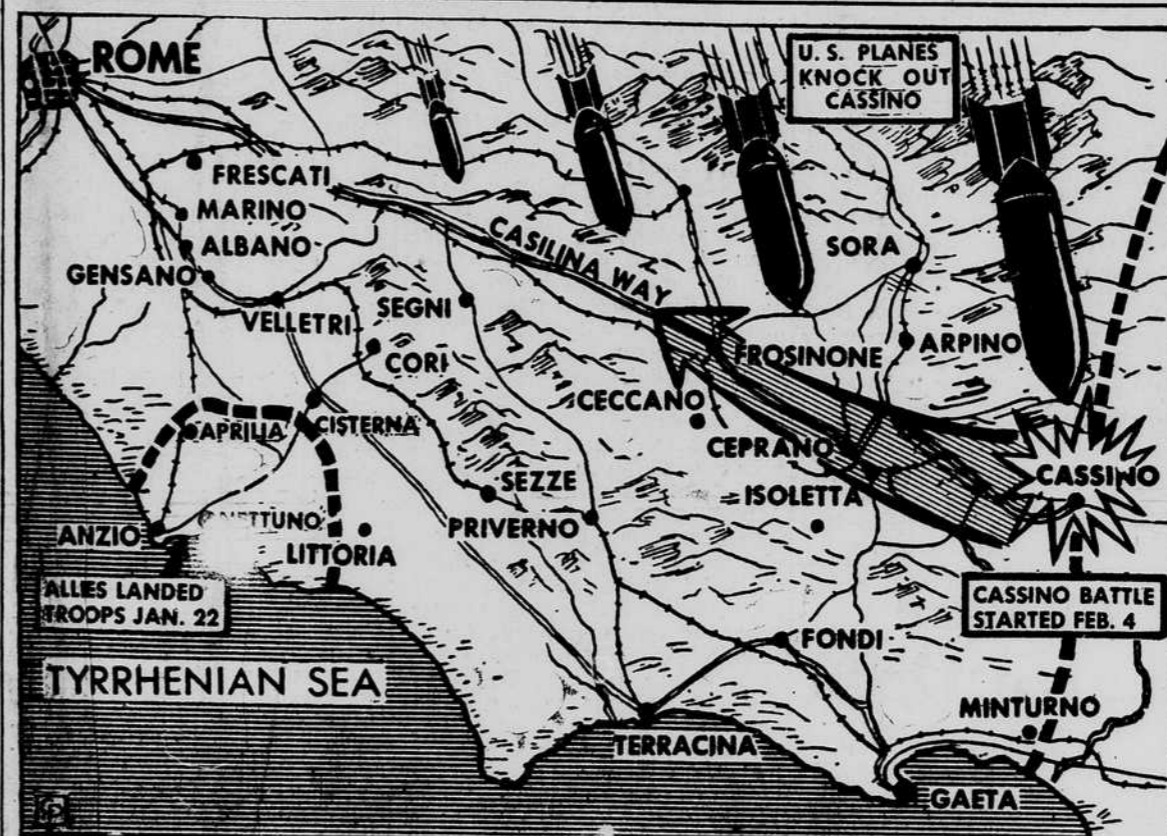 ROME
U. S. PLANES
KNOCK OUT
CASSINO
FRESCATI
MARINO
ALBANO
GENSANO
VELLETRI
SEGNI
CORI
CASILINA WAY
SORA
FROSINONE
ARPINO
CECCANO
CEPRANO
ISOLETTA
CASSINO
APRILIA
CISTERNA
SEZZE
PRIVERNO
ANZIO
NETTUNO
LITTORIA
ALLIES LANDED
TROOPS JAN. 22
CASSINO BATTLE
STARTED FEB. 4
FONDI
TYRRHENIAN SEA
MINTURNO
TERRACINA
GAETA